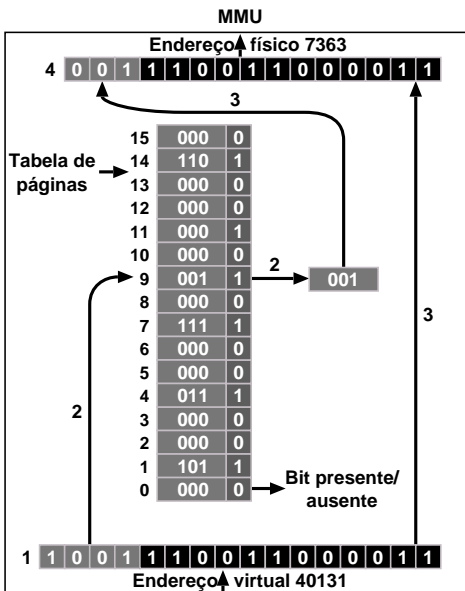 MMU
Endereço físico 7363
4 0 0 1 1 1 0 0 1 1 0 0 0 0 1 1
3
15 000 0
Tabela de páginas
14 110 1
13 000 0
12 000 0
11 000 1
10 000 0
9 001 1 2 001
8 000 0
3
7 111 1
6 000 0
5 000 0
4 011 1
2
3 000 0
2 000 0
1 101 1
0 000 0
Bit presente/
ausente
1 1 0 0 1 1 1 0 0 1 1 0 0 0 0 1 1
Endereço virtual 40131